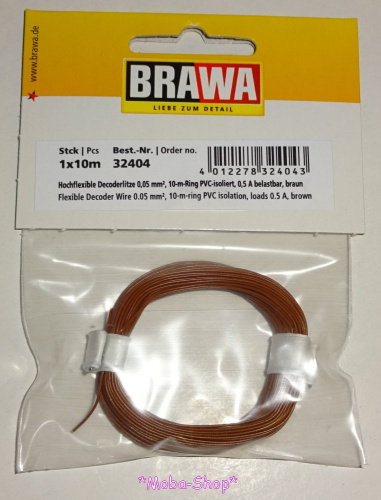 www.brawa.de
BRAWA
LIEBE ZUM DETAIL
Stck | Pcs Best.-Nr. | Order no.
1x10m 32404
4 012278 324043
Hochflexible Decoderlitze 0,05 mm², 10-m-Ring PVC-isoliert, 0,5 A belastbar, braun
Flexible Decoder Wire 0.05 mm², 10-m-ring PVC isolation, loads 0.5 A, brown
*Moba-Shop*